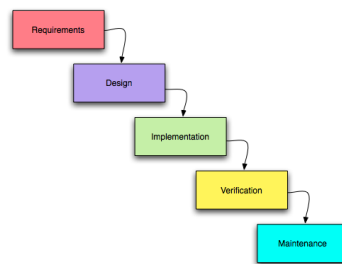 Requirements
Design
Implementation
Verification
Maintenance